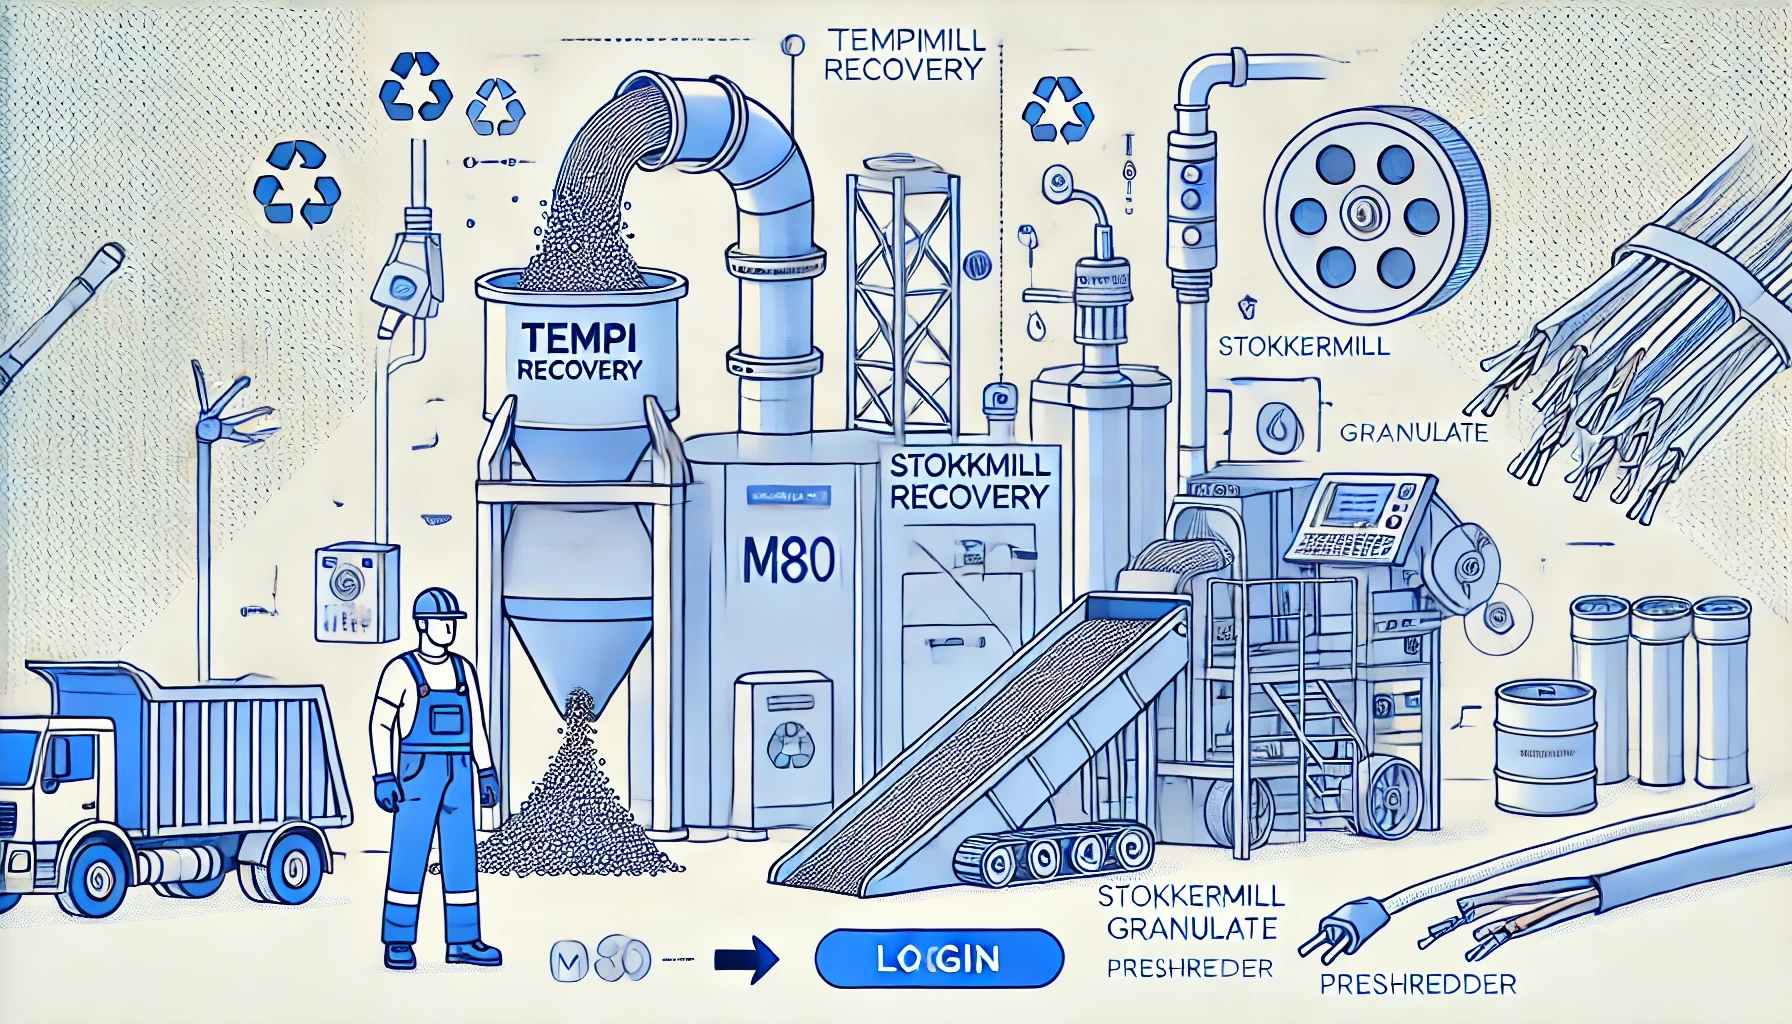 TEMPIMILL
RECOVERY
TEMPI
RECOVERY
STOKKERMILL
GRANULATE
STOKKMILL
RECOVERY
M80
STOKKERMILL
GRANULATE
PRESHREDER
LOGIN
PRESHREDDER